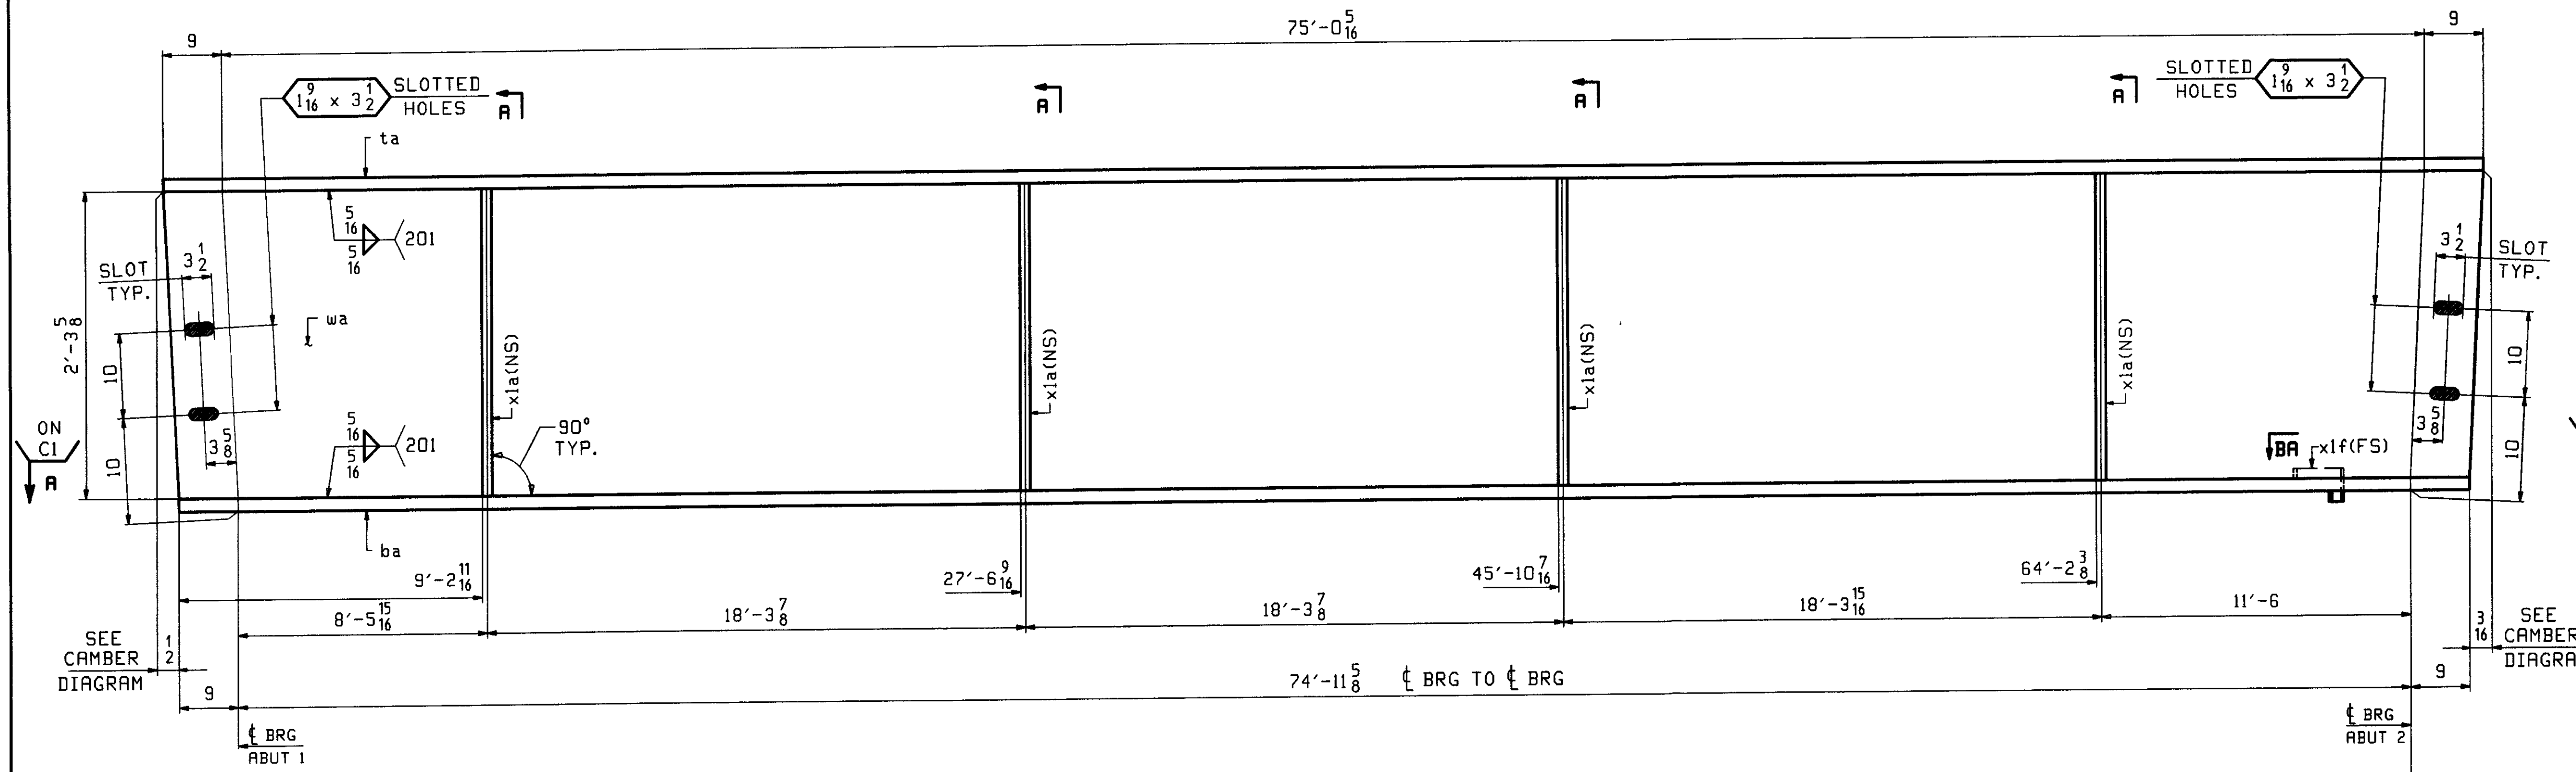 75′-0 5/16
9
9
1 9/16 x 3 1/2
SLOTTED
HOLES
A
A
A
A
SLOTTED
HOLES
1 9/16 x 3 1/2
ta
5/16
5/16
201
3 1/2
SLOT
TYP.
3 1/2
SLOT
TYP.
wa
2′-3 5/8
10
10
3 5/8
x1a(NS)
x1a(NS)
x1a(NS)
x1a(NS)
10
10
3 5/8
ON
C1
A
5/16
5/16
201
90°
TYP.
BA
x1f(FS)
ba
9′-2 11/16
27′-6 9/16
45′-10 7/16
64′-2 3/8
8′-5 15/16
18′-3 7/8
18′-3 7/8
18′-3 15/16
11′-6
SEE
CAMBER
DIAGRAM
1/2
3/16
SEE
CAMBER
DIAGRA
74′-11 5/8 ℄ BRG TO ℄ BRG
9
9
℄ BRG
ABUT 1
℄ BRG
ABUT 2